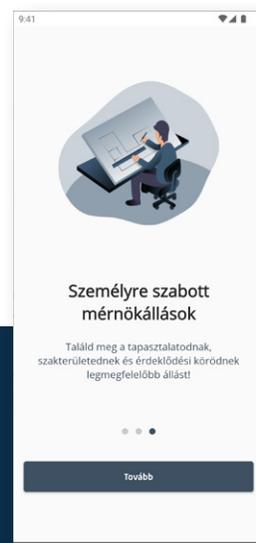 9:41
Személyre szabott
mérnökállások
Találd meg a tapasztalatodnak,
szakterületednek és érdeklődési körödnek
legmegfelelőbb állást!
Tovább